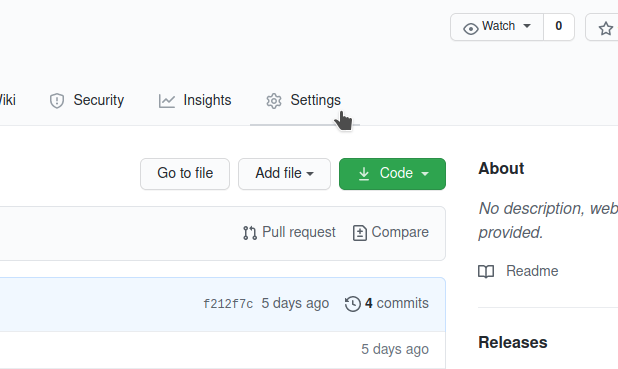 Watch 0
Security Insights Settings
Go to file Add file Code
About
No description, web
provided.
Pull request Compare
Readme
f212f7c 5 days ago 4 commits
Releases
5 days ago